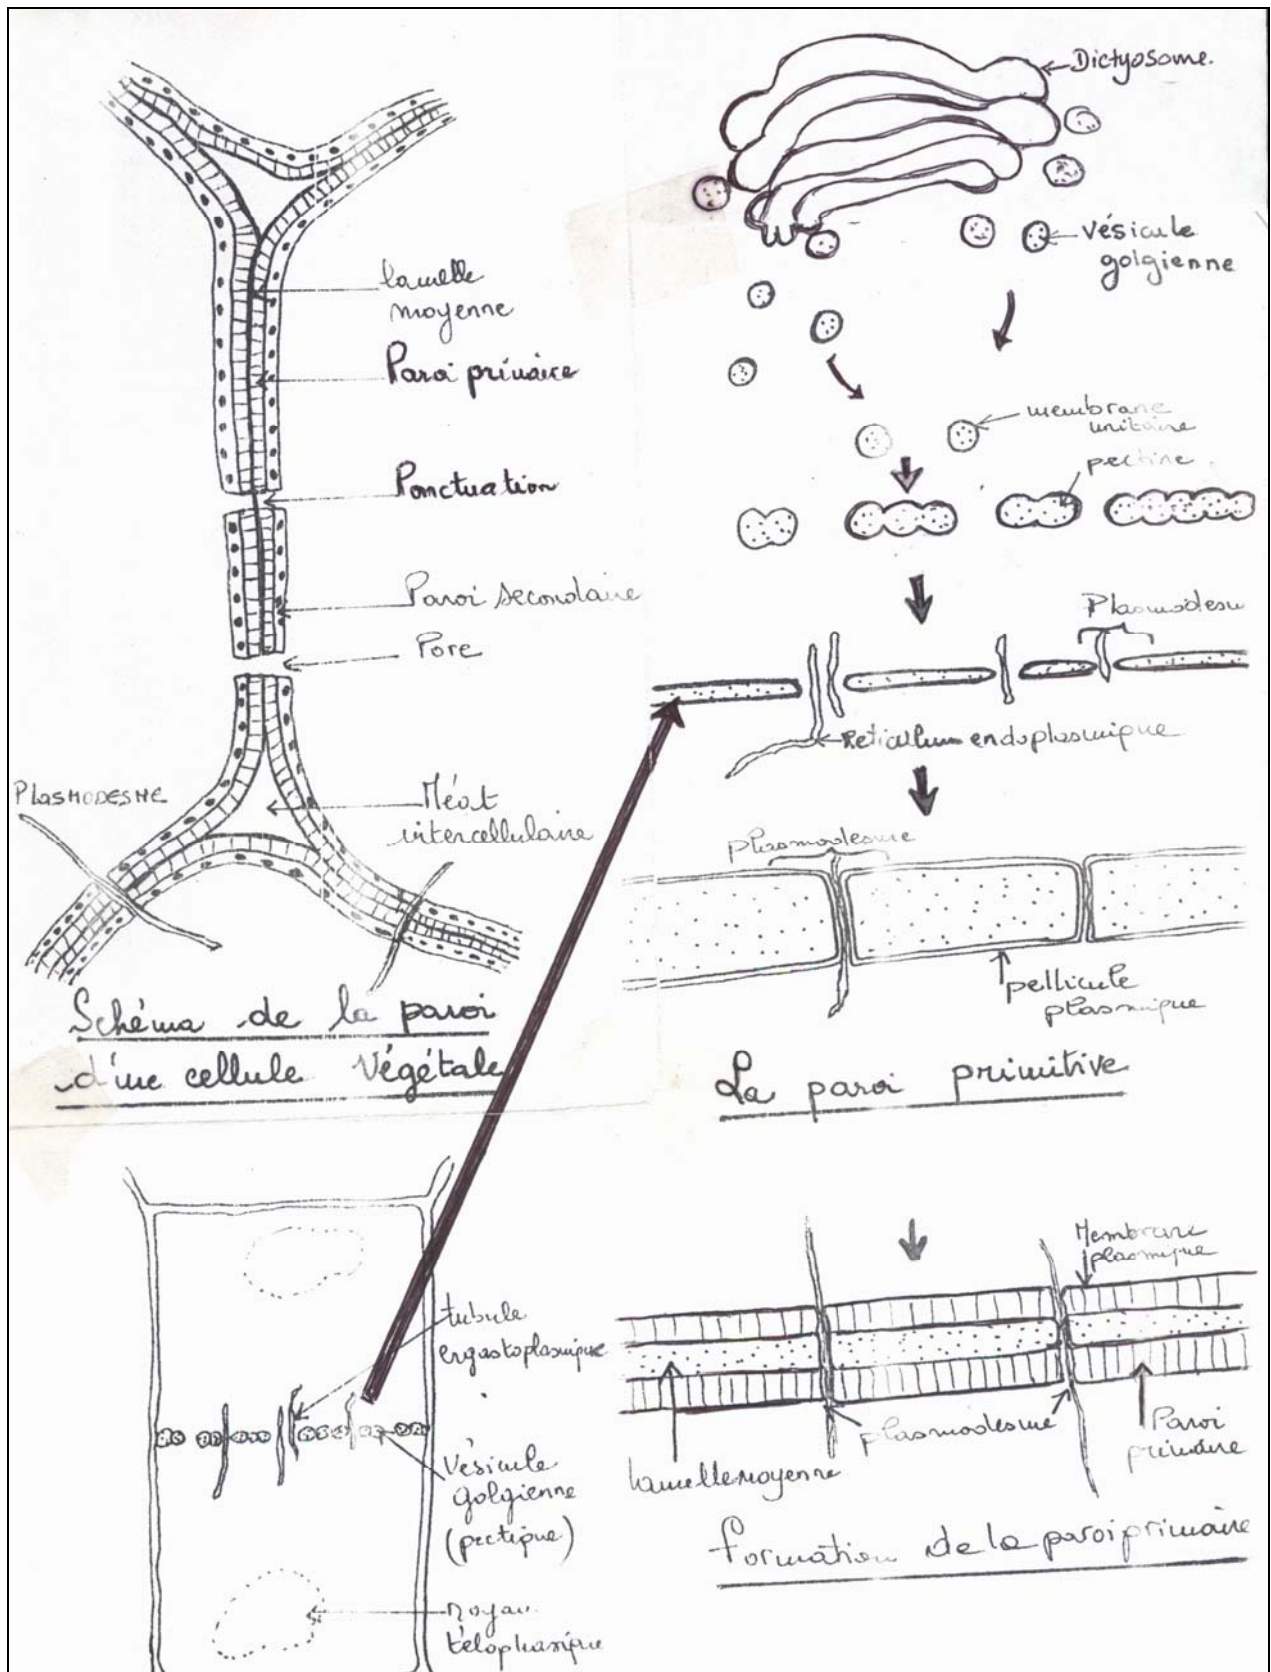 lamelle
moyenne
Paroi primaire
Ponctuation
Paroi secondaire
Pore
PLASMODESME
Méat
intercellulaire
Schéma de la paroi
d'une cellule végétale
Dictyosome.
vésicule
golgienne
membrane
unitaire
pectine
Plasmodesm
Reticulum endoplasmique
plasmodesme
pellicule
plasmique
La paroi primitive
tubule
ergastoplasmique
Vésicule
golgienne
(pectique)
noyau
télophasique
Membrane
plasmique
plasmodesme
lamelle moyenne
Paroi
primaire
formation de la paroi primaire